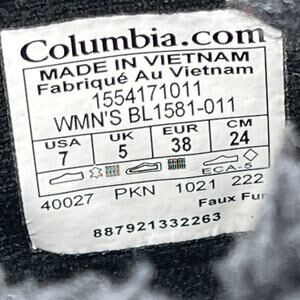 Columbia.com
MADE IN VIETNAM
Fabriqué Au Vietnam
1554171011
WMN'S BL1581-011
USA UK EUR CM
7 5 38 24
ECA-5
40027 PKN 1021 222
Faux Fur
887921332263